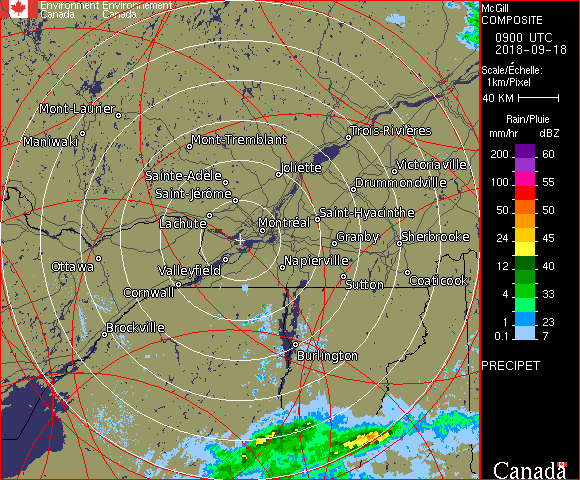 Environment Environnement
Canada Canada
McGill
COMPOSITE
0900 UTC
2018-09-18
Scale/Échelle:
1km/Pixel
40 KM
Rain/Pluie
mm/hr dBZ
200 60
155
100 55
50 50
24 45
12 40
4 33
1 23
0.1 7
PRECIPET
Canada
Mont-Laurier
Maniwaki
Mont-Tremblant
Trois-Rivières
Sainte-Adèle
Joliette
Victoriaville
Saint-Jérôme
Drummondville
Lachute
Montréal
Saint-Hyacinthe
Granby
Sherbrooke
Ottawa
Valleyfield
Napierville
Cornwall
Sutton
Coaticook
Brockville
Burlington